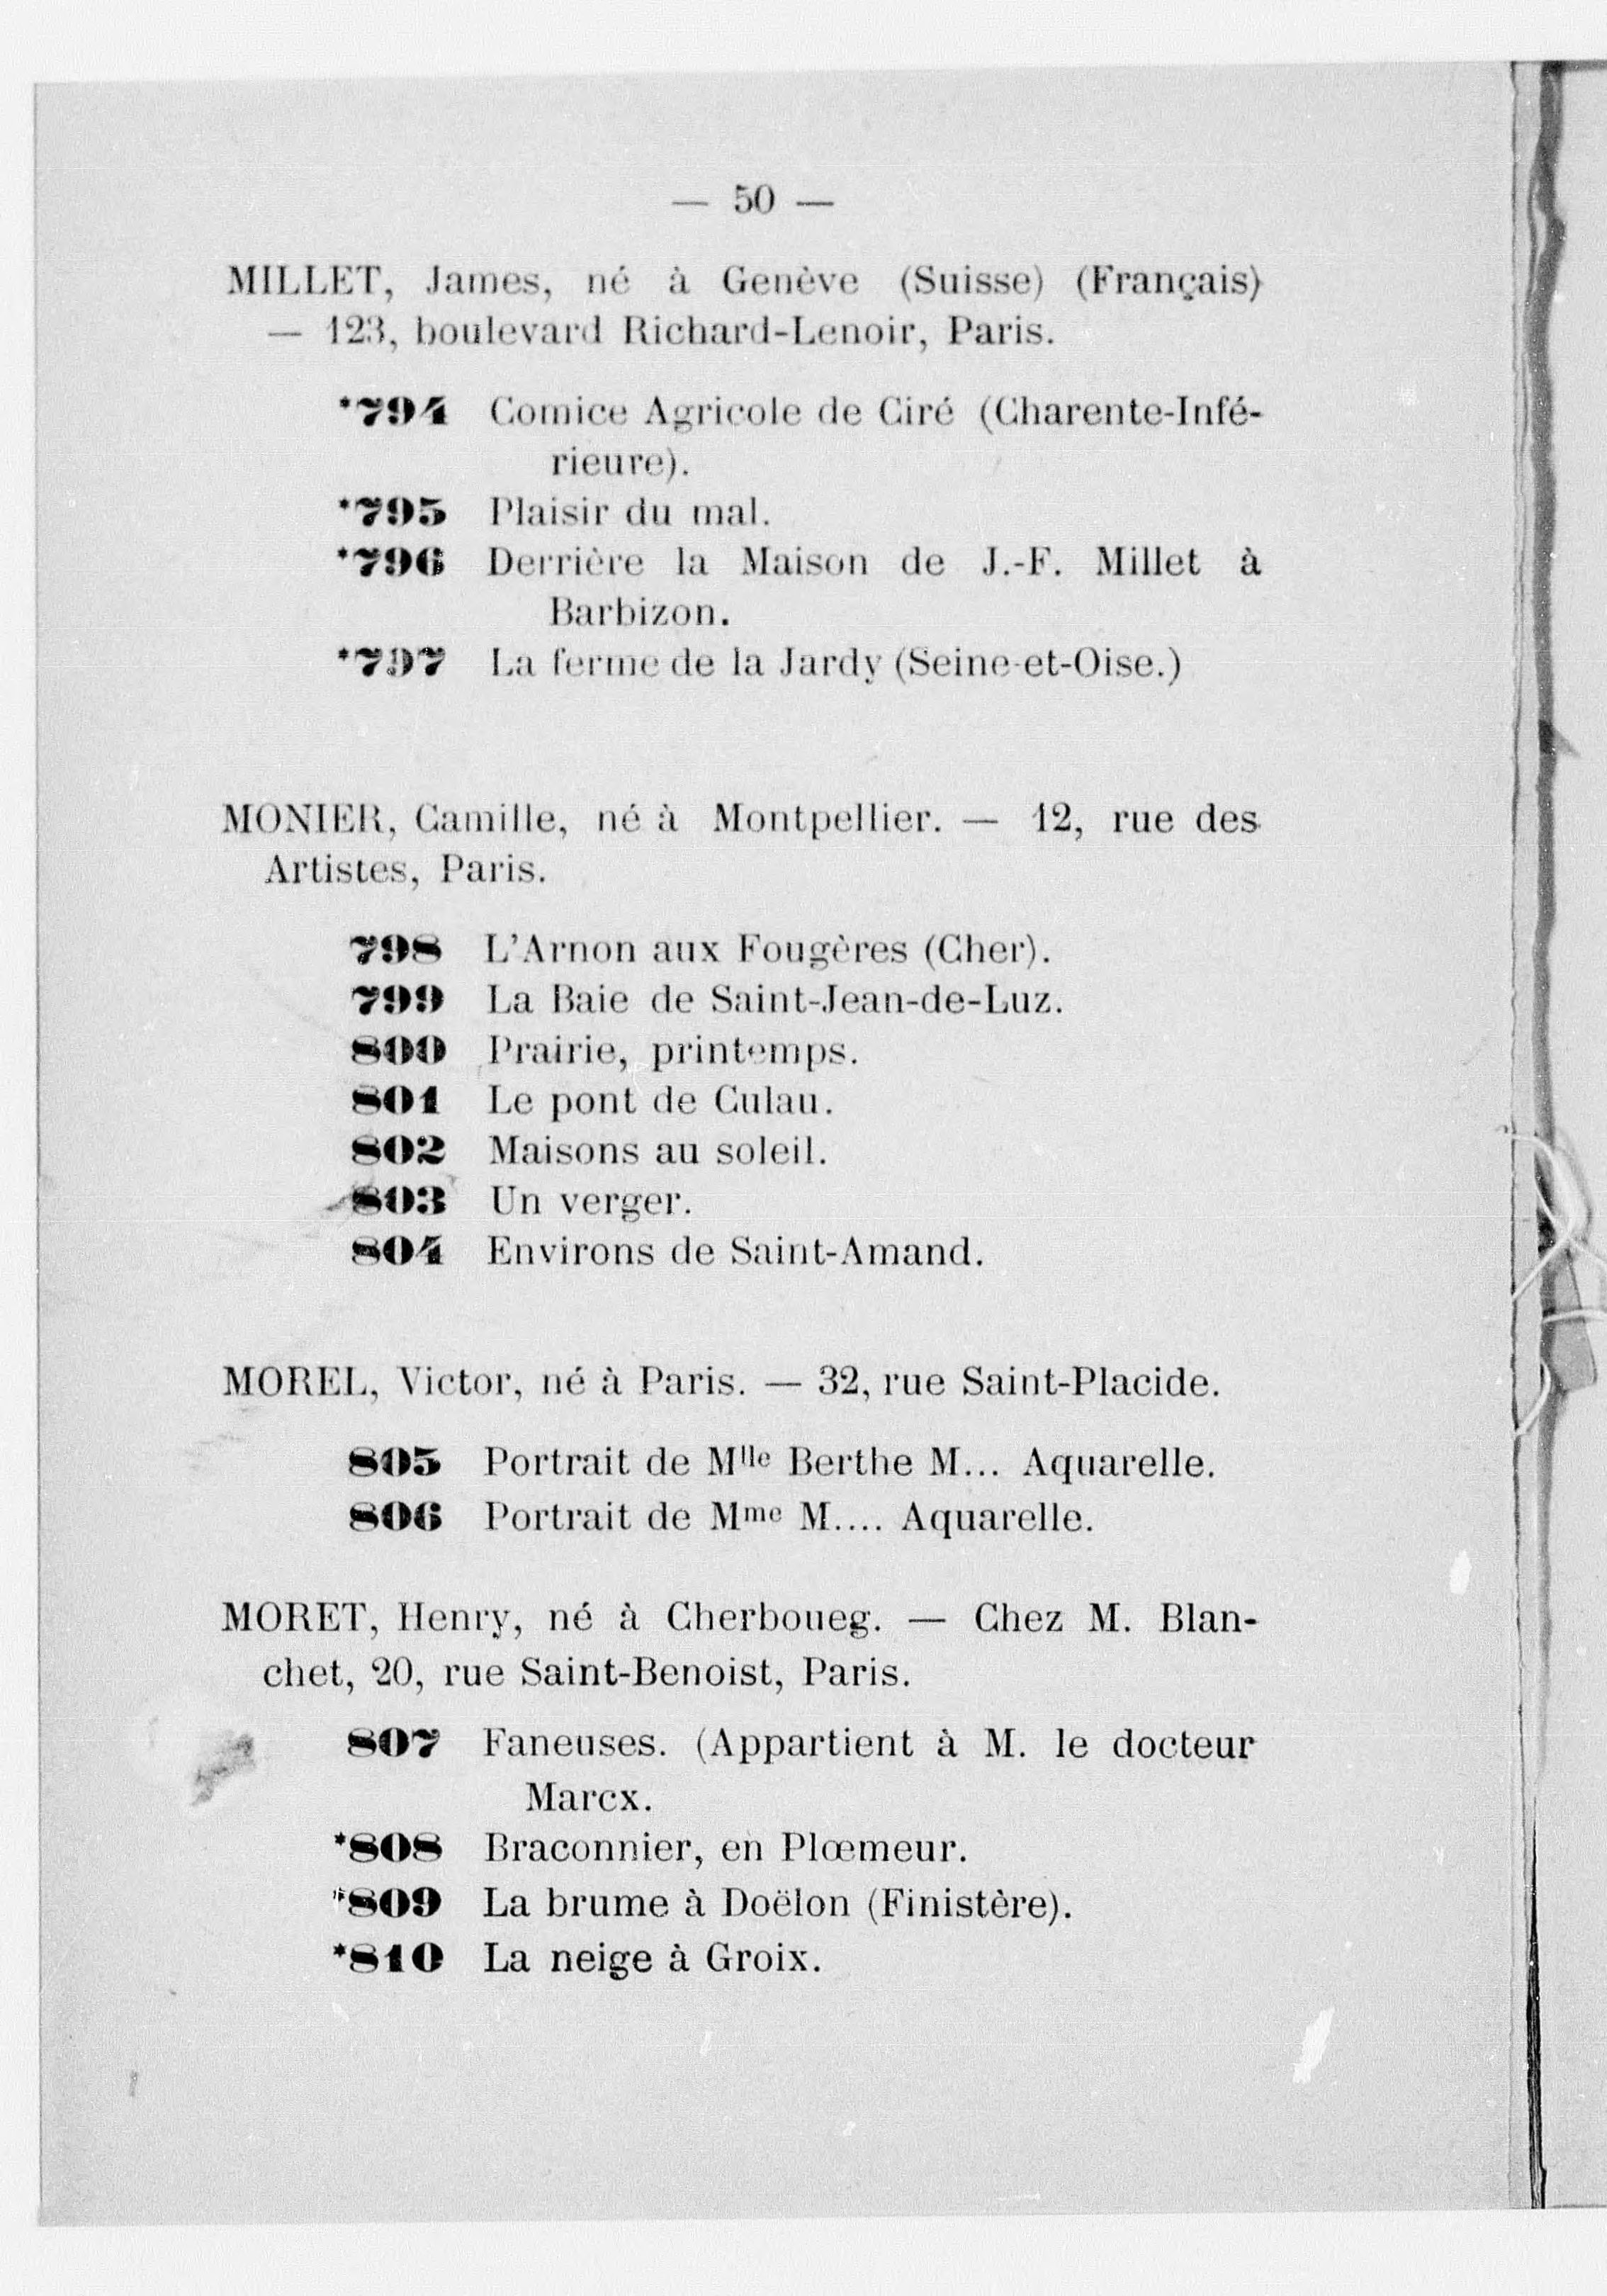 — 50 —
MILLET, James, né à Genève (Suisse) (Français)
— 123, boulevard Richard-Lenoir, Paris.
*794 Comice Agricole de Ciré (Charente-Infé-
rieure).
*795 Plaisir du mal.
*796 Derrière la Maison de J.-F. Millet à
Barbizon.
*797 La ferme de la Jardy (Seine-et-Oise.)
MONIER, Camille, né à Montpellier. — 12, rue des
Artistes, Paris.
798 L'Arnon aux Fougères (Cher).
799 La Baie de Saint-Jean-de-Luz.
800 Prairie, printemps.
801 Le pont de Culau.
802 Maisons au soleil.
803 Un verger.
804 Environs de Saint-Amand.
MOREL, Victor, né à Paris. — 32, rue Saint-Placide.
805 Portrait de Mlle Berthe M... Aquarelle.
806 Portrait de Mme M.... Aquarelle.
MORET, Henry, né à Cherboueg. — Chez M. Blan-
chet, 20, rue Saint-Benoist, Paris.
807 Faneuses. (Appartient à M. le docteur
Marcx.
*808 Braconnier, en Plœmeur.
*809 La brume à Doëlon (Finistère).
*810 La neige à Groix.